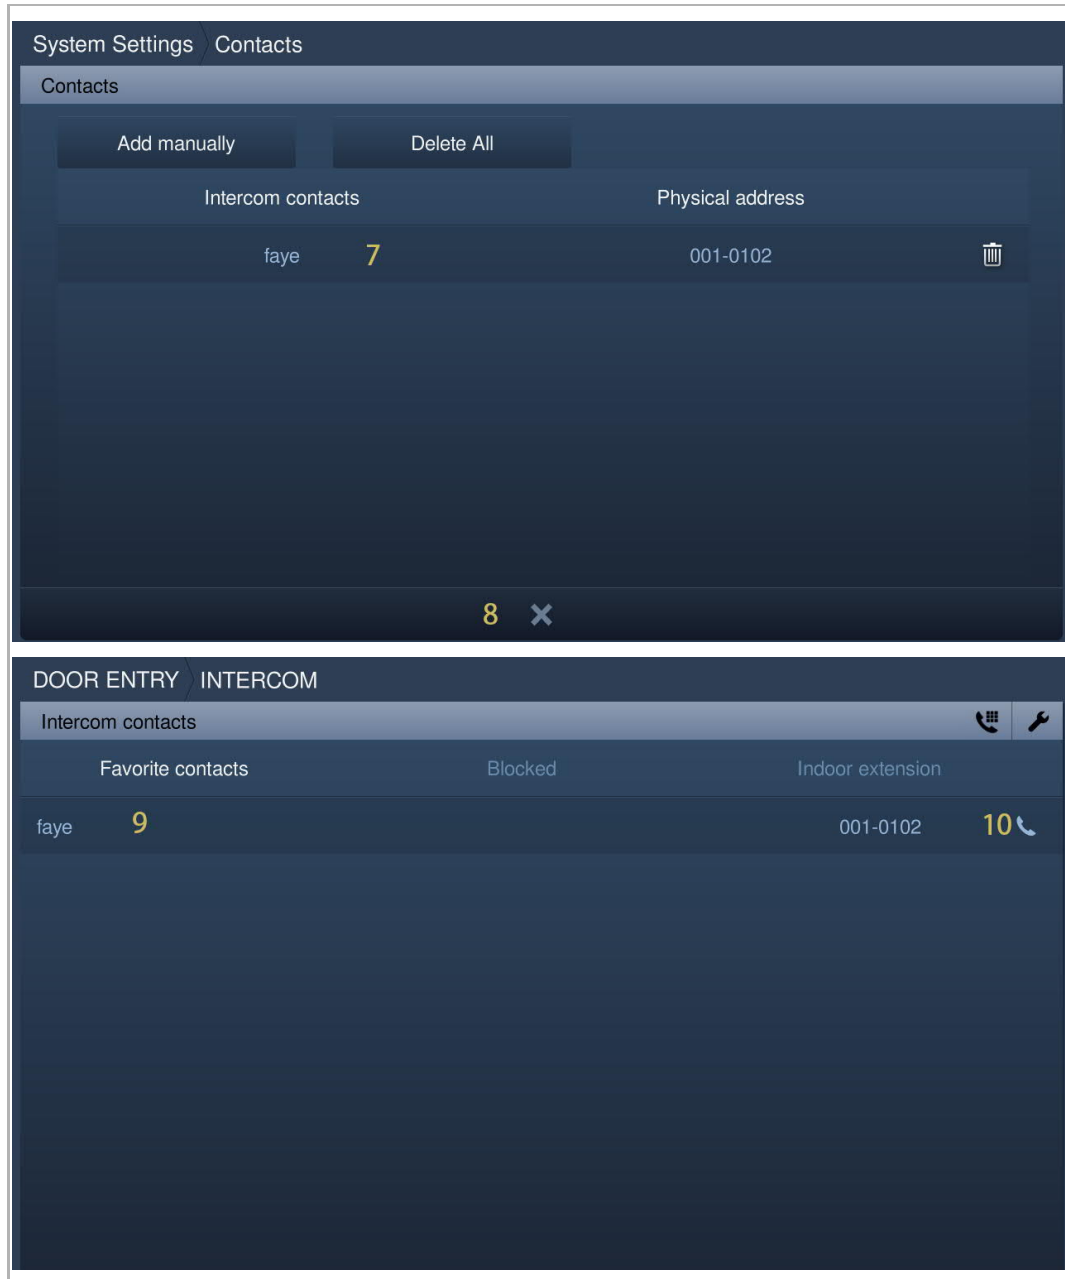 System Settings Contacts
Contacts
Add manually Delete All
Intercom contacts Physical address
faye 7 001-0102
8
DOOR ENTRY INTERCOM
Intercom contacts
Favorite contacts Blocked Indoor extension
faye 9 001-0102 10